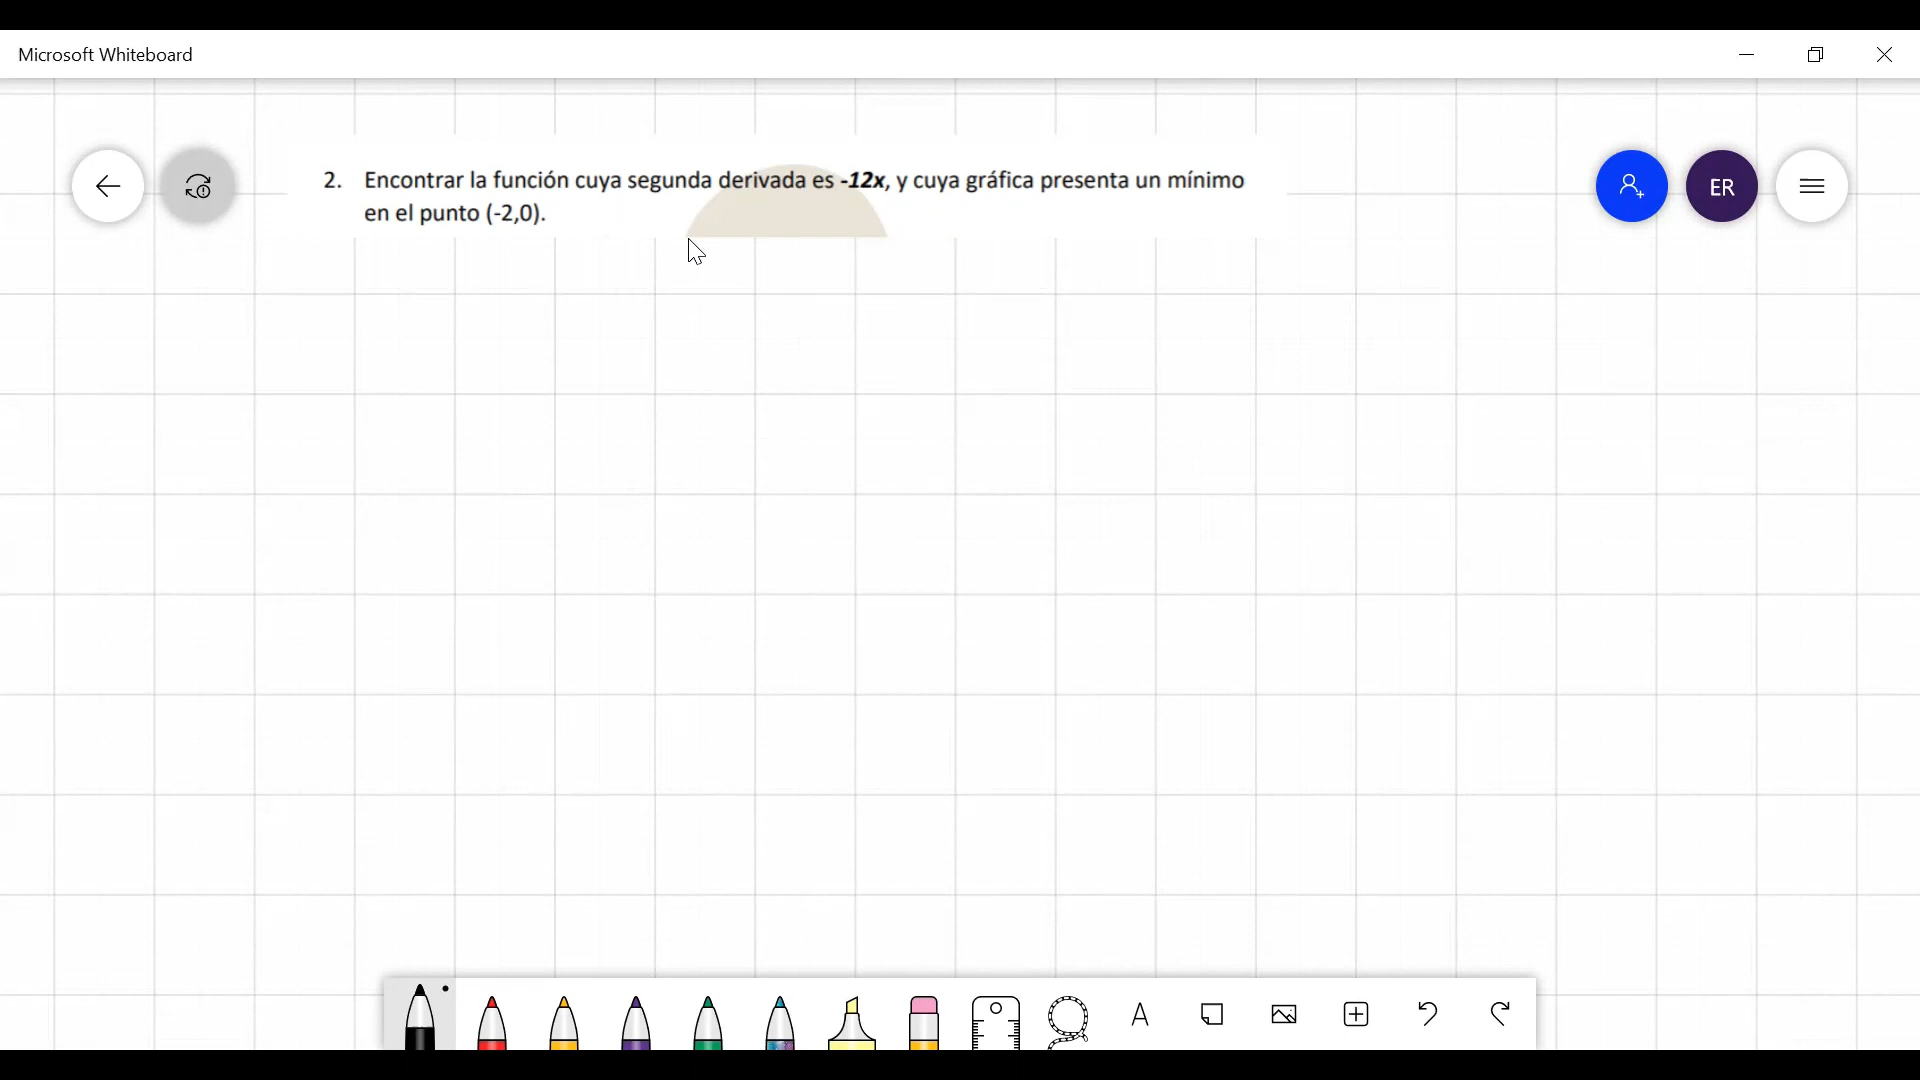 Microsoft Whiteboard
2. Encontrar la función cuya segunda derivada es -12x, y cuya gráfica presenta un mínimo
en el punto (-2,0).
ER
A